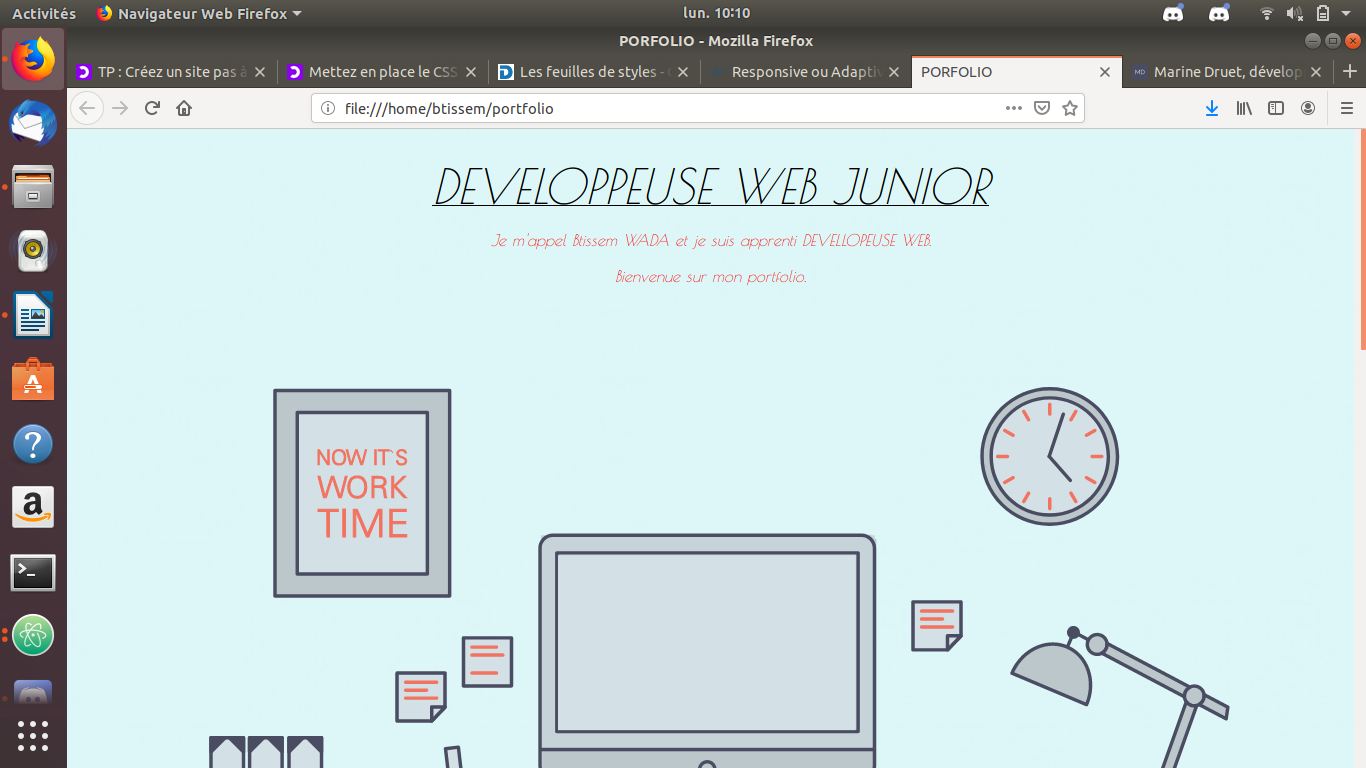 Activités
Navigateur Web Firefox
lun. 10:10
PORFOLIO - Mozilla Firefox
TP : Créez un site pas à
Mettez en place le CSS
Les feuilles de styles -
Responsive ou Adaptiv
PORFOLIO
MD Marine Druet, dévelop
file:///home/btissem/portfolio
DEVELOPPEUSE WEB JUNIOR
Je m'appel Btissem WADA et je suis apprenti DEVELLOPEUSE WEB.
Bienvenue sur mon portfolio.
NOW IT`S
WORK
TIME